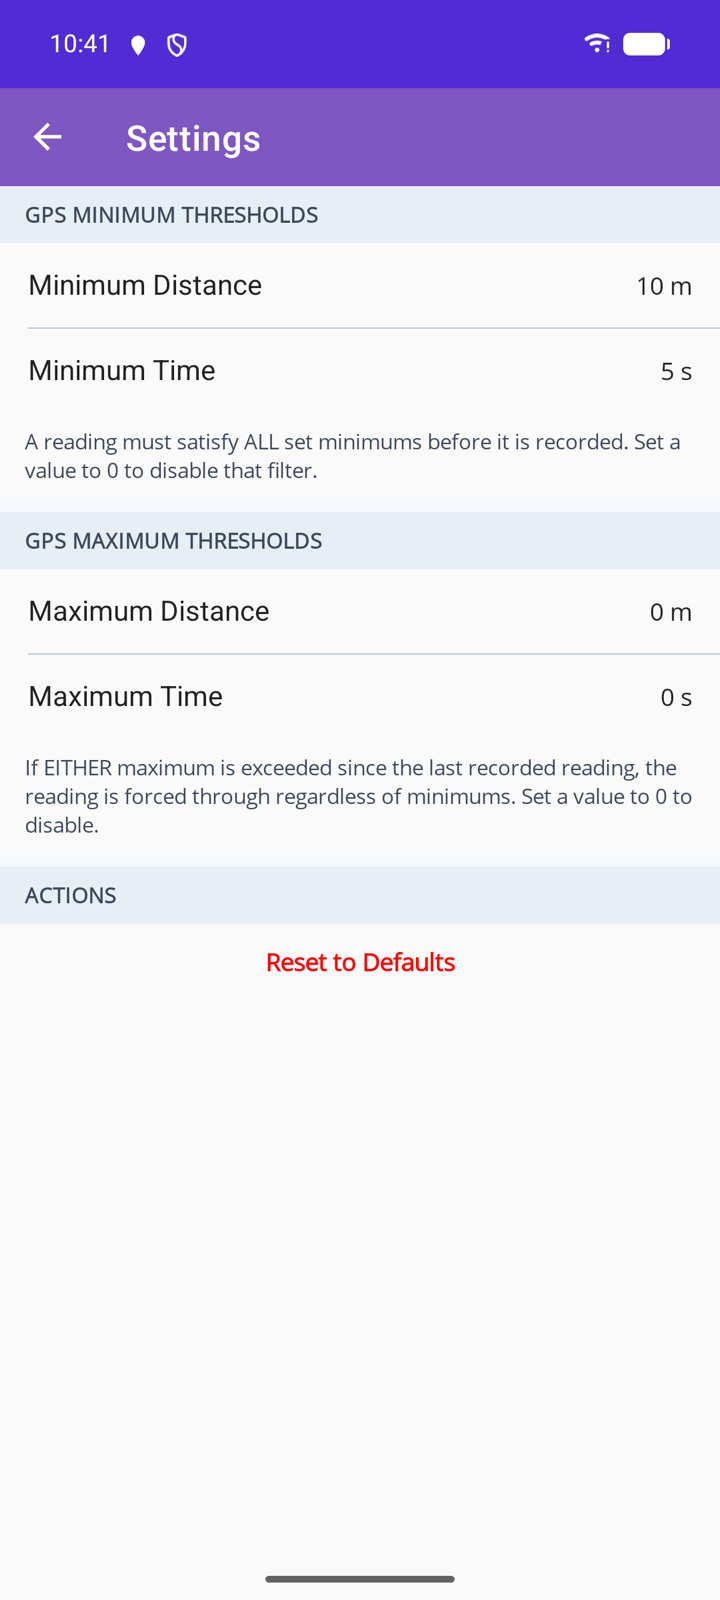 10:41
Settings
GPS MINIMUM THRESHOLDS
Minimum Distance 10 m
Minimum Time 5 s
A reading must satisfy ALL set minimums before it is recorded. Set a
value to 0 to disable that filter.
GPS MAXIMUM THRESHOLDS
Maximum Distance 0 m
Maximum Time 0 s
If EITHER maximum is exceeded since the last recorded reading, the
reading is forced through regardless of minimums. Set a value to 0 to
disable.
ACTIONS
Reset to Defaults